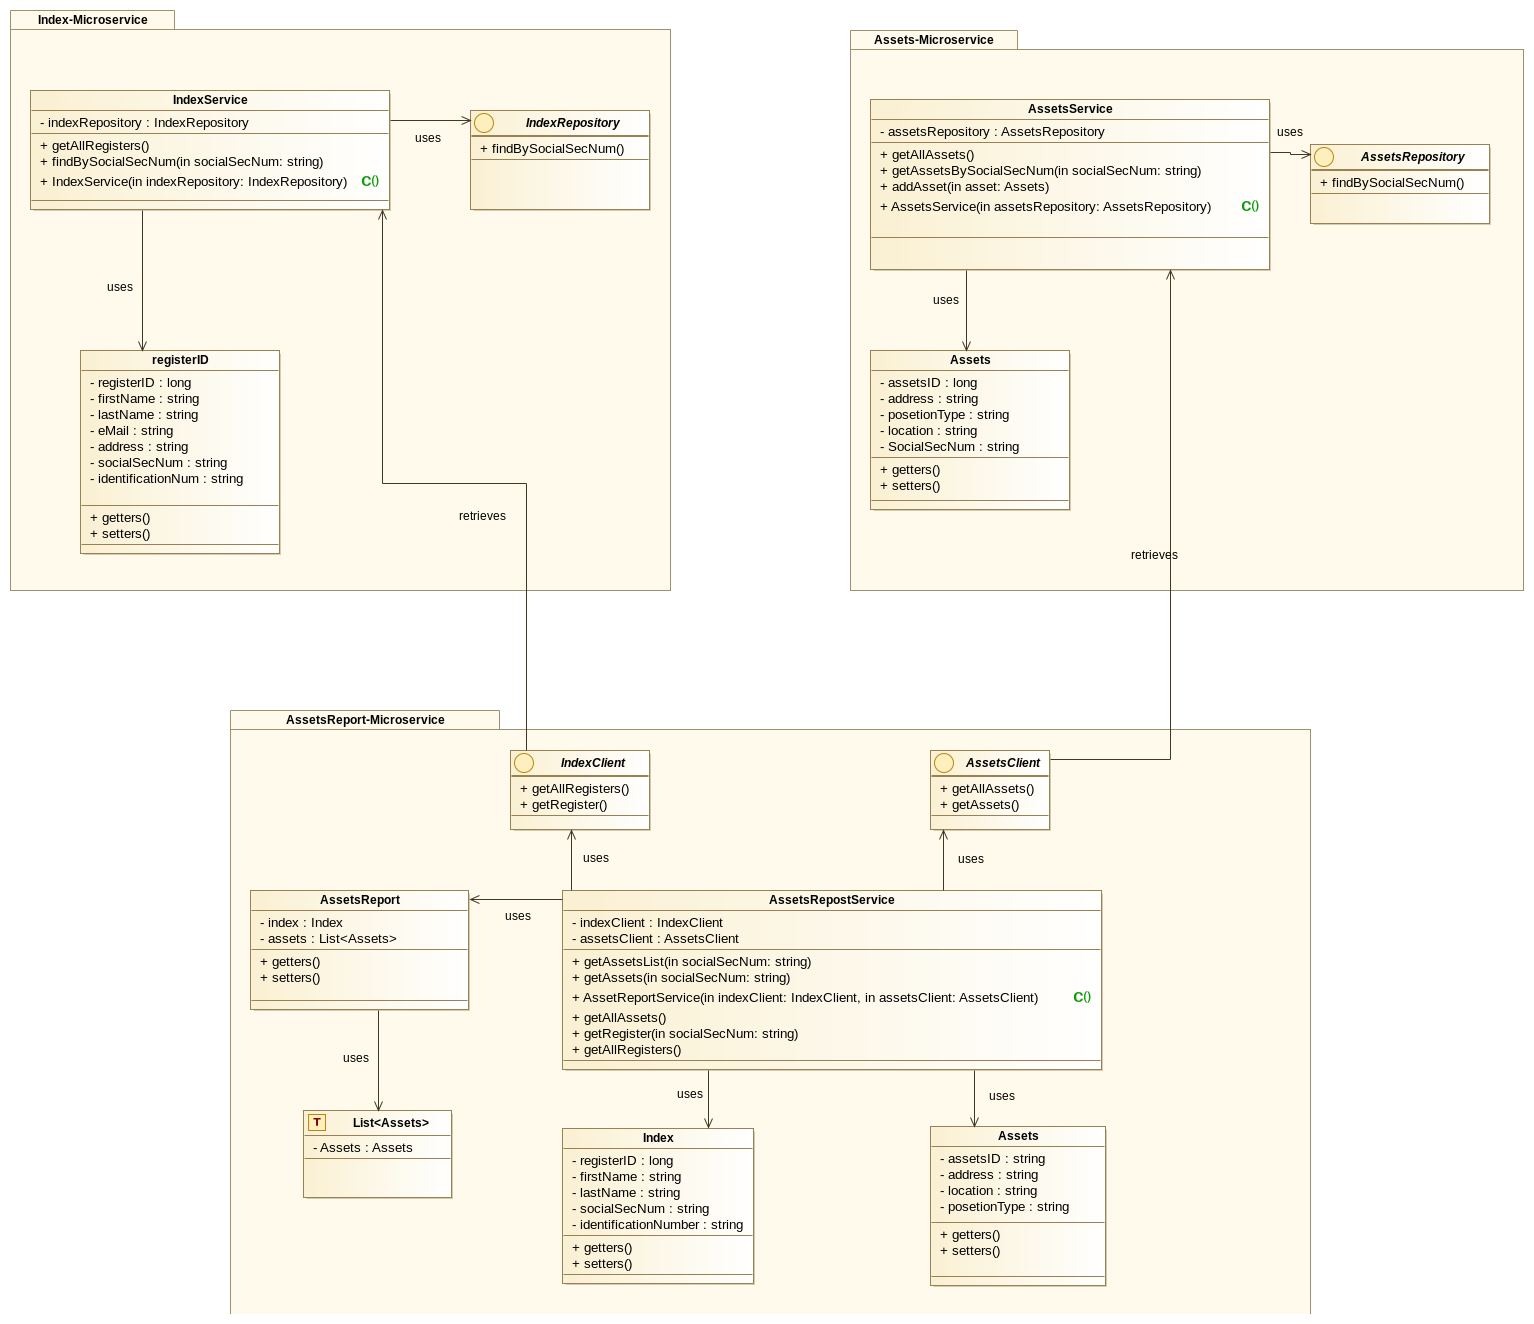 Index-Microservice
IndexService
- indexRepository : IndexRepository
+ getAllRegisters()
+ findBySocialSecNum(in socialSecNum: string)
+ IndexService(in indexRepository: IndexRepository) C()
uses
IndexRepository
+ findBySocialSecNum()
uses
registerID
- registerID : long
- firstName : string
- lastName : string
- eMail : string
- address : string
- socialSecNum : string
- identificationNum : string
+ getters()
+ setters()
retrieves
Assets-Microservice
AssetsService
- assetsRepository : AssetsRepository
+ getAllAssets()
+ getAssetsBySocialSecNum(in socialSecNum: string)
+ addAsset(in asset: Assets)
+ AssetsService(in assetsRepository: AssetsRepository) C()
uses
AssetsRepository
+ findBySocialSecNum()
uses
Assets
- assetsID : long
- address : string
- posetionType : string
- location : string
- SocialSecNum : string
+ getters()
+ setters()
retrieves
AssetsReport-Microservice
IndexClient
+ getAllRegisters()
+ getRegister()
AssetsClient
+ getAllAssets()
+ getAssets()
uses
uses
AssetsReport
- index : Index
- assets : List<Assets>
+ getters()
+ setters()
uses
AssetsRepostService
- indexClient : IndexClient
- assetsClient : AssetsClient
+ getAssetsList(in socialSecNum: string)
+ getAssets(in socialSecNum: string)
+ AssetReportService(in indexClient: IndexClient, in assetsClient: AssetsClient) C()
+ getAllAssets()
+ getRegister(in socialSecNum: string)
+ getAllRegisters()
uses
uses
uses
T List<Assets>
- Assets : Assets
Index
- registerID : long
- firstName : string
- lastName : string
- socialSecNum : string
- identificationNumber : string
+ getters()
+ setters()
Assets
- assetsID : string
- address : string
- location : string
- posetionType : string
+ getters()
+ setters()